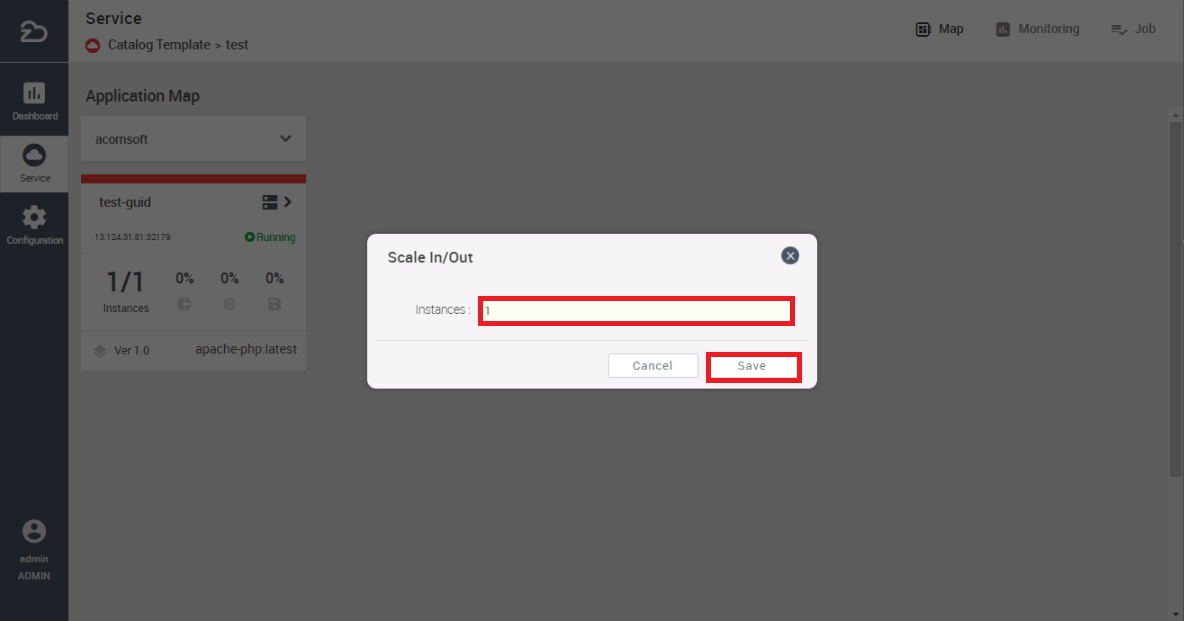 Service
Catalog Template > test
Map
Monitoring
Job
Dashboard
Service
Configuration
admin
ADMIN
Application Map
acornsoft
test-guid
13.124.31.81:32179
Running
1/1
Instances
0%
0%
0%
Ver 1.0
apache-php:latest
Scale In/Out
Instances :
1
Cancel
Save